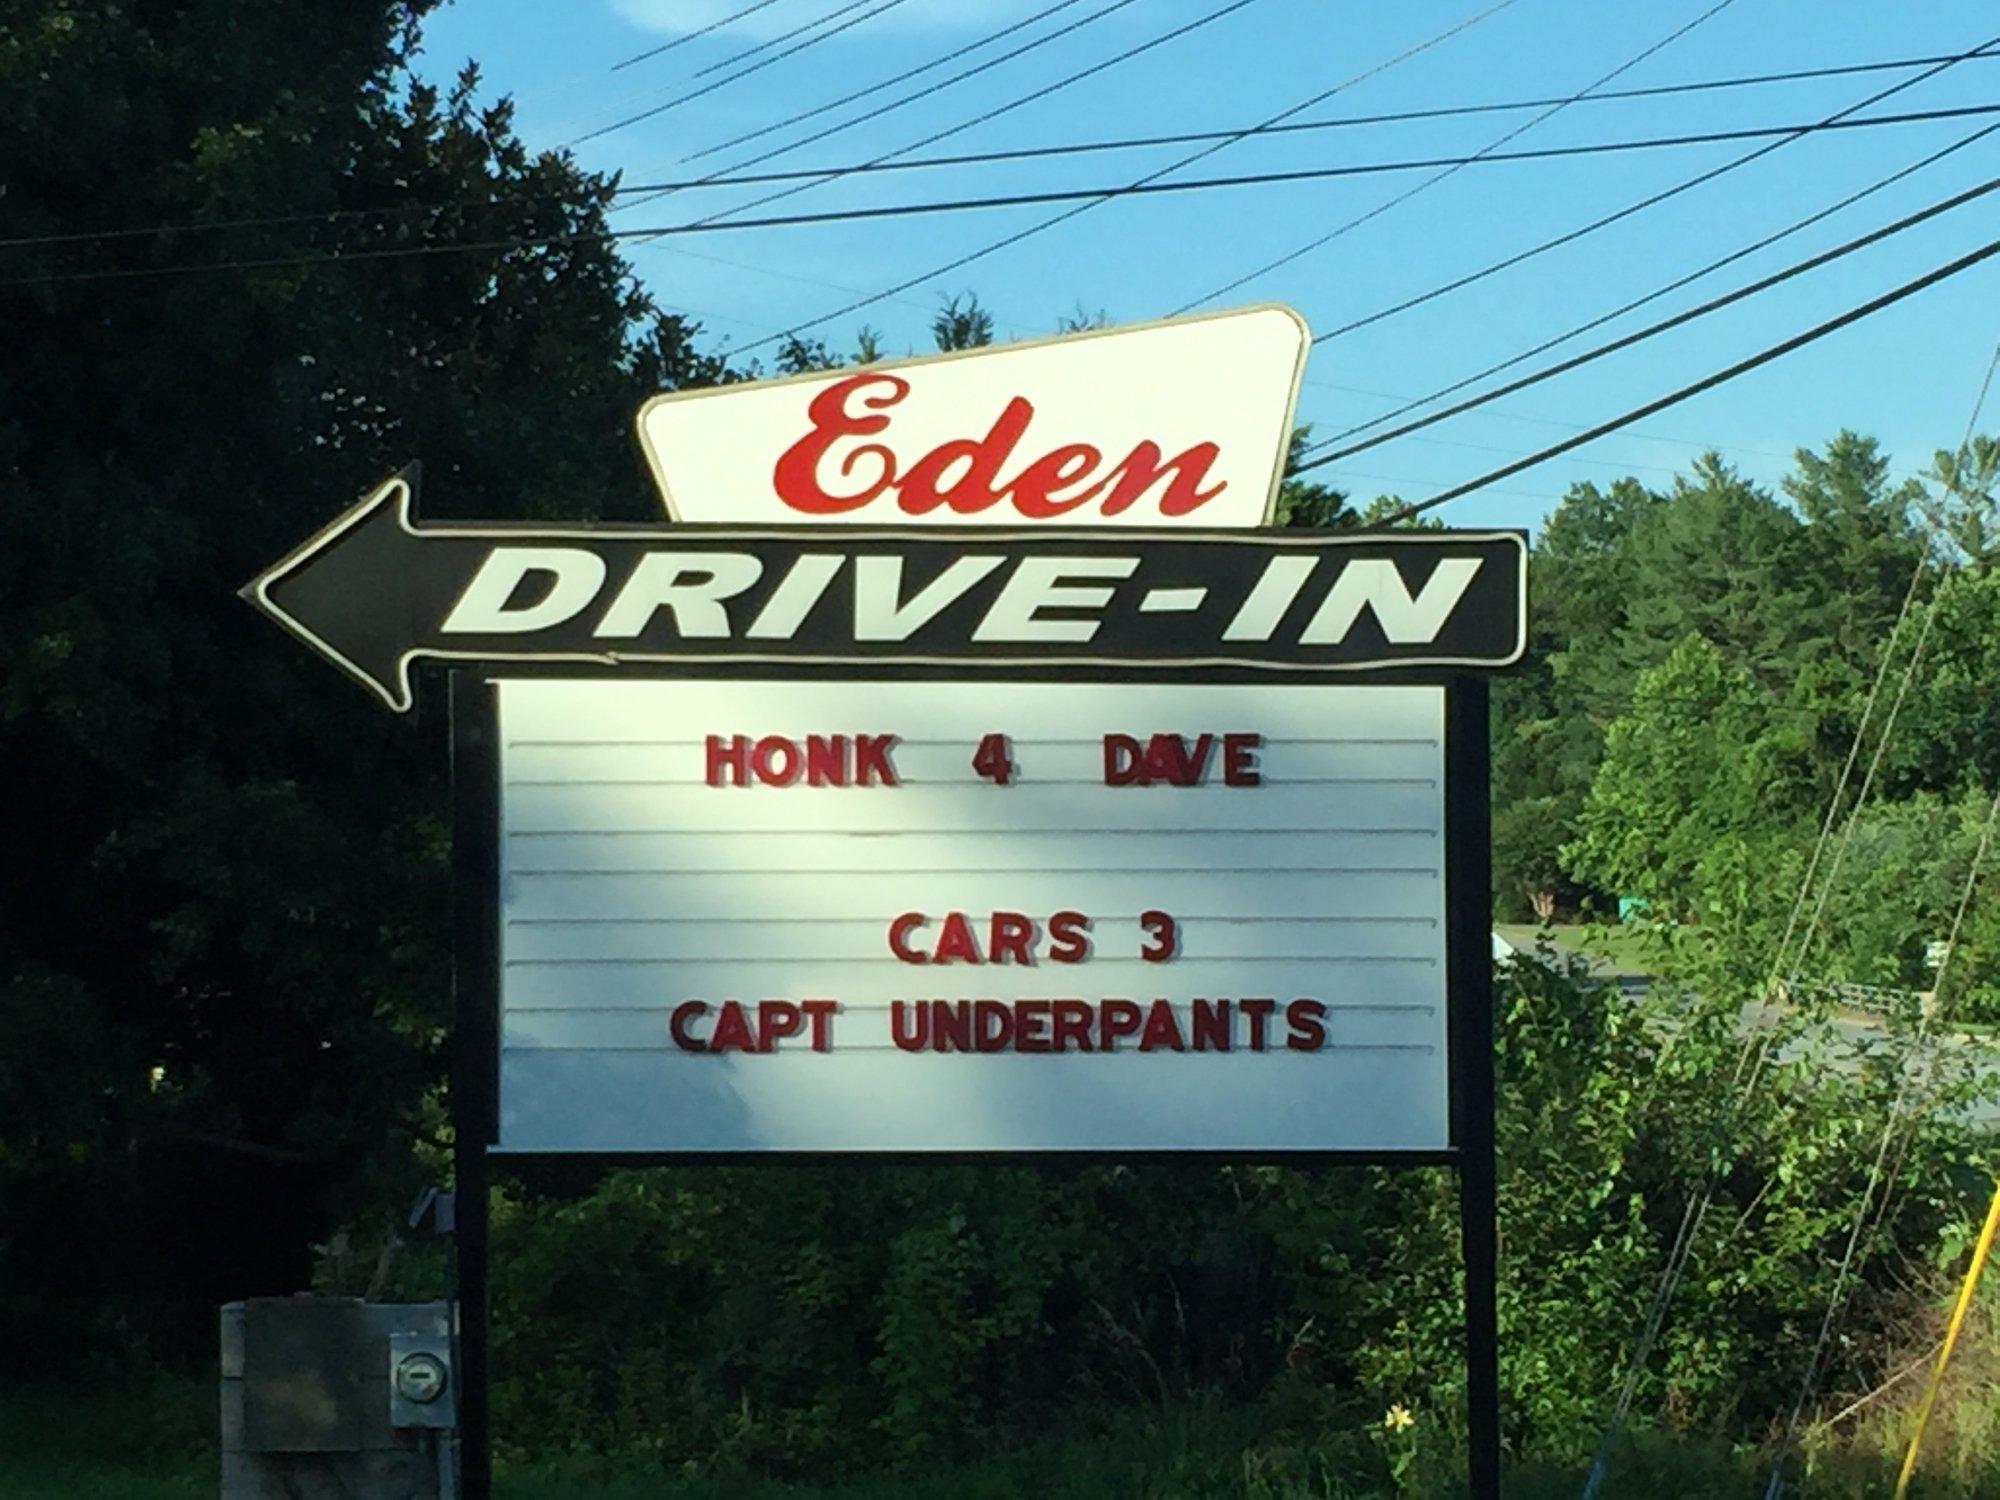 Eden
DRIVE-IN
HONK 4 DAVE
CARS 3
CAPT UNDERPANTS